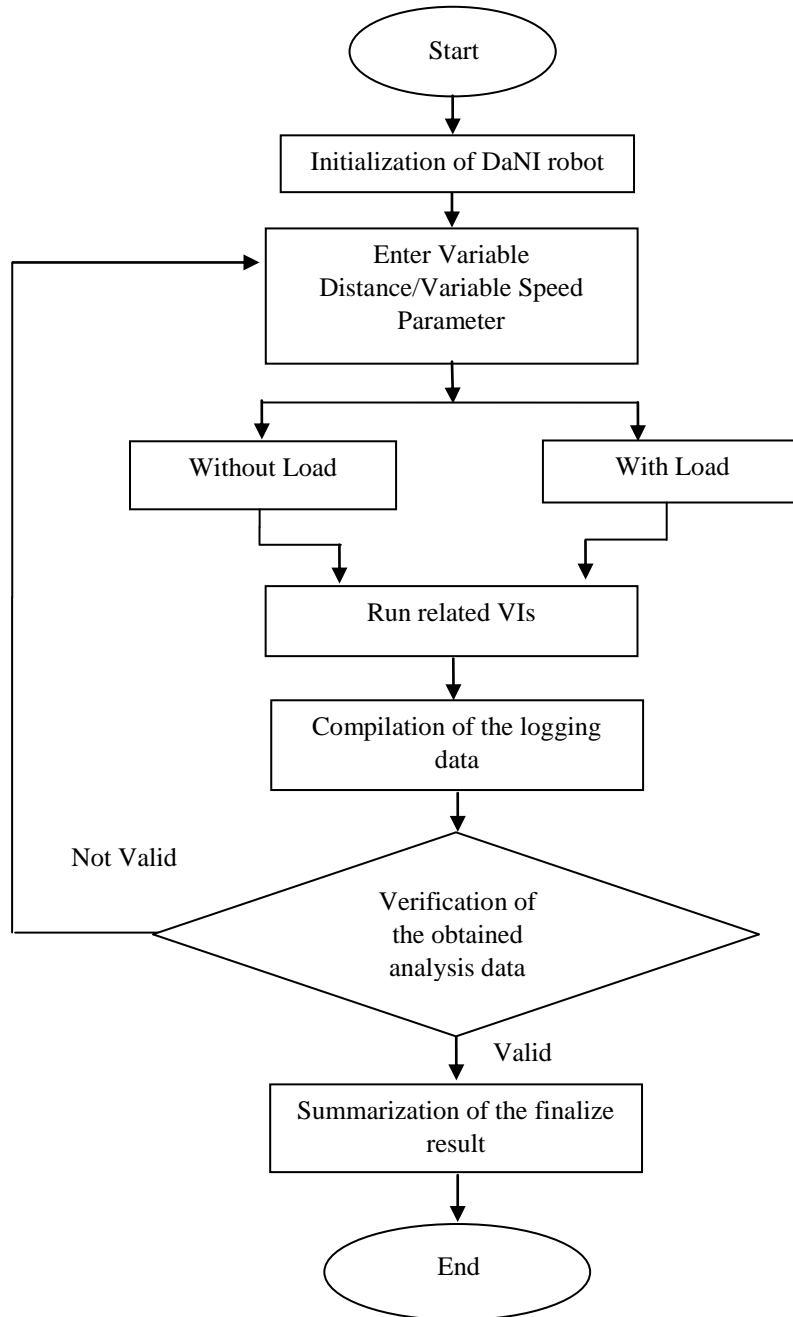 Start
Initialization of DaNI robot
Enter Variable
Distance/Variable Speed
Parameter
Without Load
With Load
Run related VIs
Compilation of the logging
data
Not Valid
Verification of
the obtained
analysis data
Valid
Summarization of the finalize
result
End